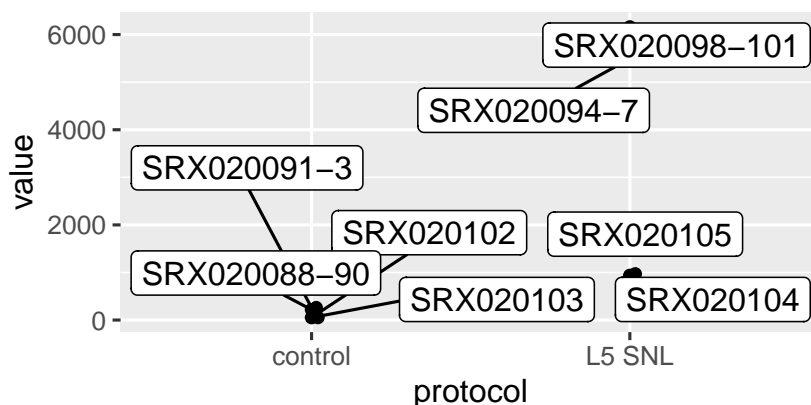 6000
SRX020098−101
SRX020094−7
4000
SRX020091−3
value
2000
SRX020102
SRX020105
SRX020088−90
SRX020103
SRX020104
0
control
L5 SNL
protocol